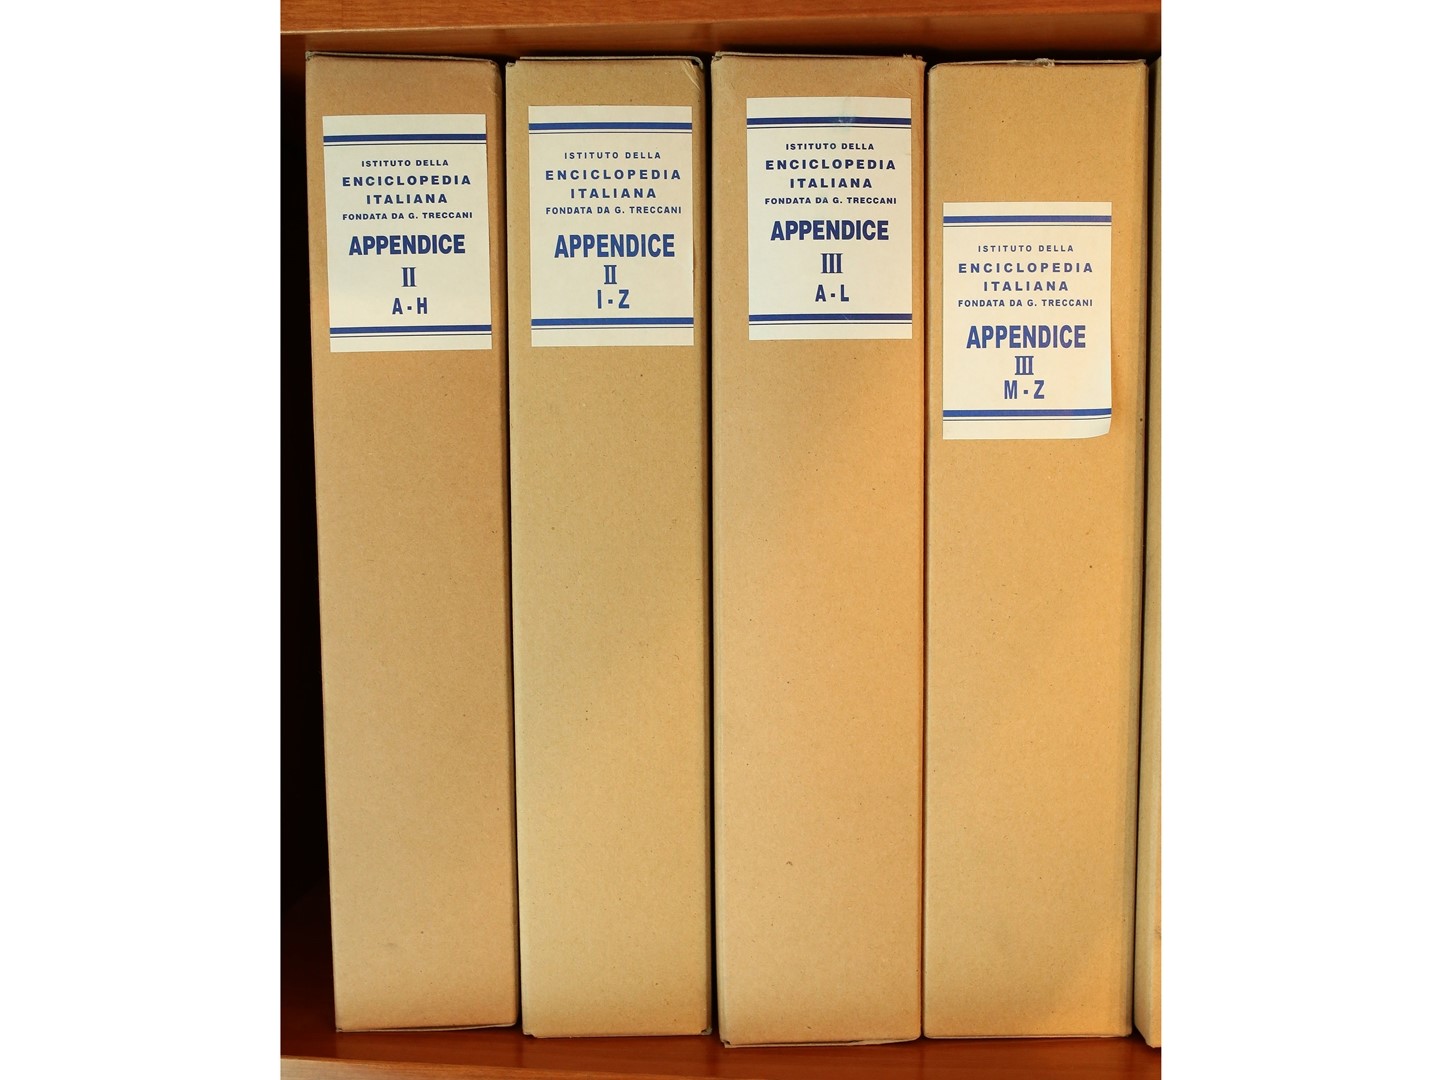 ISTITUTO DELLA
ENCICLOPEDIA
ITALIANA
FONDATA DA G. TRECCANI
APPENDICE
II
A - H
ISTITUTO DELLA
ENCICLOPEDIA
ITALIANA
FONDATA DA G. TRECCANI
APPENDICE
II
I - Z
ISTITUTO DELLA
ENCICLOPEDIA
ITALIANA
FONDATA DA G. TRECCANI
APPENDICE
III
A - L
ISTITUTO DELLA
ENCICLOPEDIA
ITALIANA
FONDATA DA G. TRECCANI
APPENDICE
III
M - Z